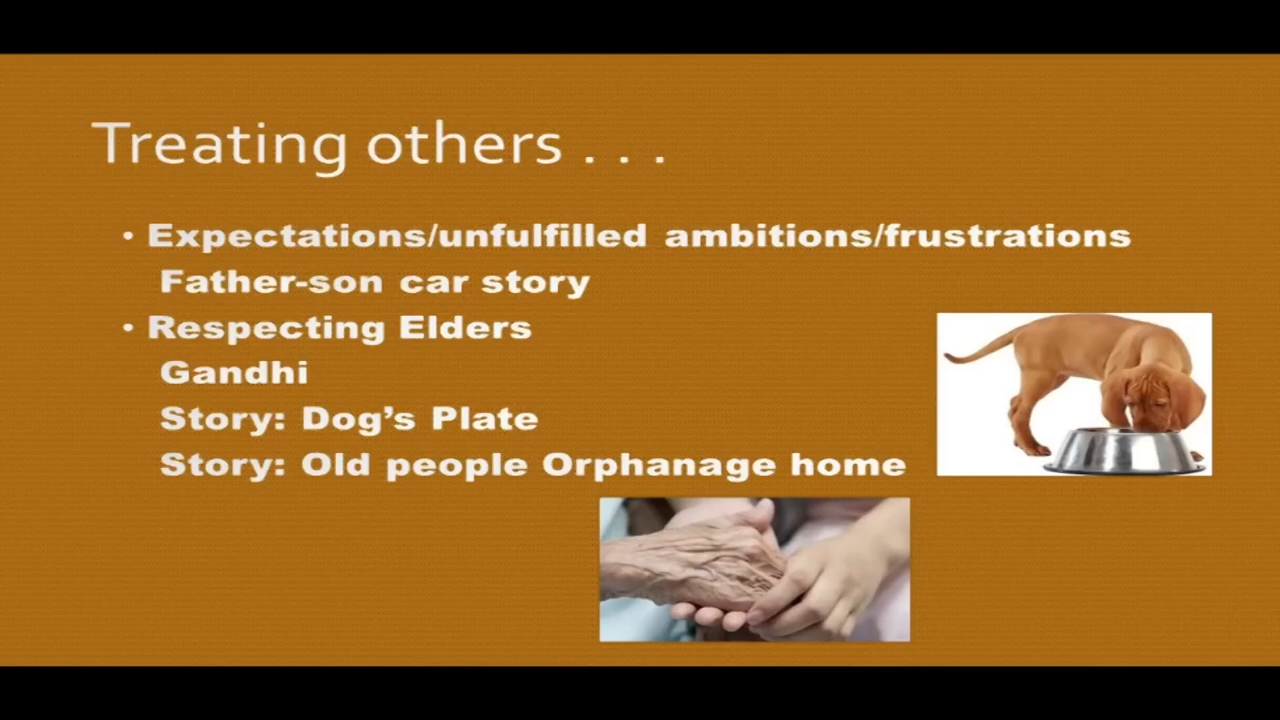 Treating others . . .
• Expectations/unfulfilled ambitions/frustrations
Father-son car story
• Respecting Elders
Gandhi
Story: Dog’s Plate
Story: Old people Orphanage home